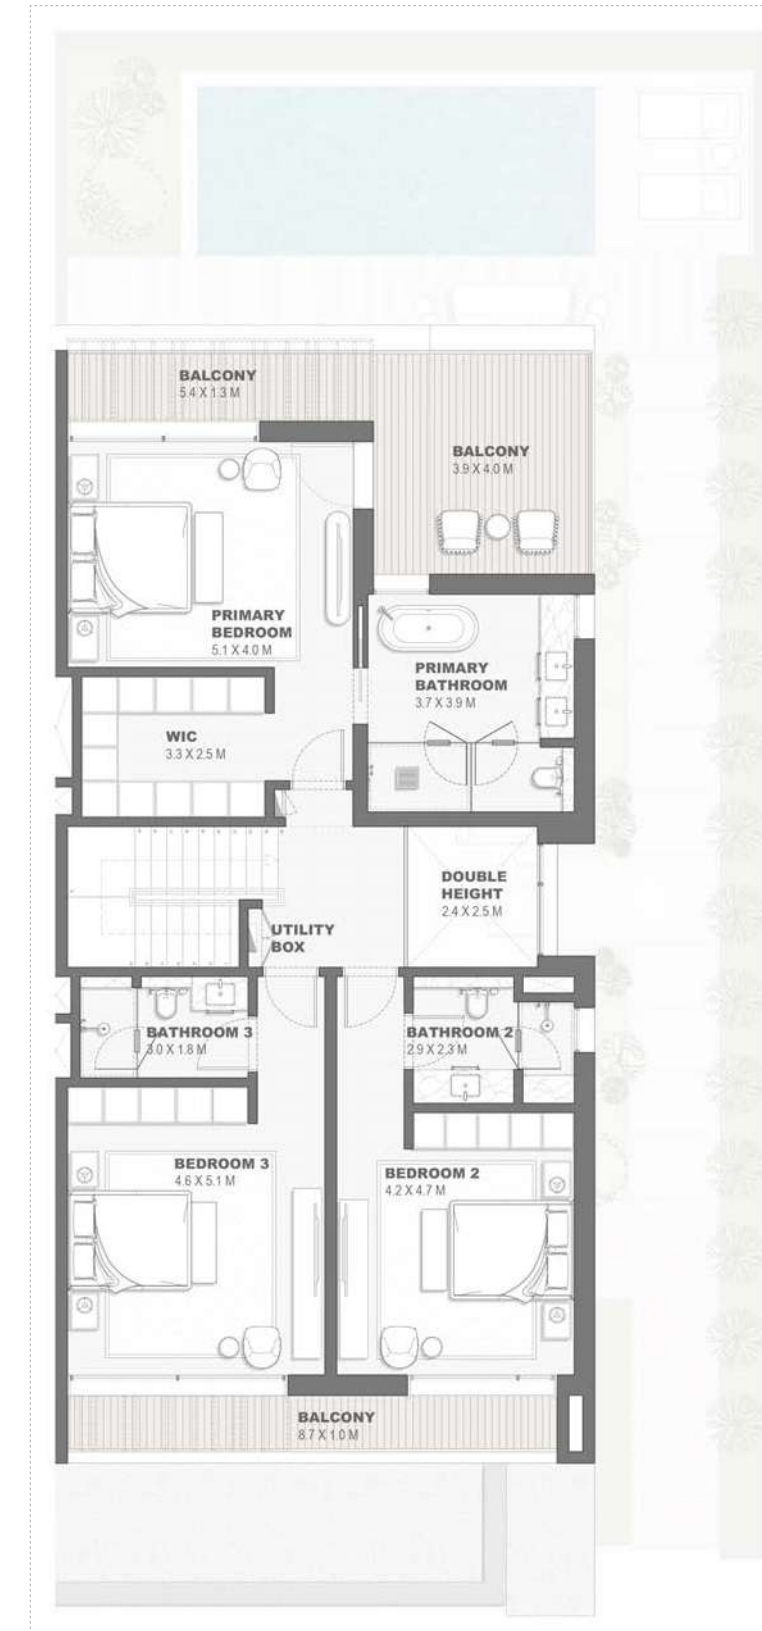 BALCONY
5.4 X 1.3 M
BALCONY
3.9 X 4.0 M
PRIMARY
BEDROOM
5.1 X 4.0 M
PRIMARY
BATHROOM
3.7 X 3.9 M
WIC
3.3 X 2.5 M
DOUBLE
HEIGHT
2.4 X 2.5 M
UTILITY
BOX
BATHROOM 3
3.0 X 1.8 M
BATHROOM 2
2.9 X 2.3 M
BEDROOM 3
4.6 X 5.1 M
BEDROOM 2
4.2 X 4.7 M
BALCONY
8.7 X 1.0 M